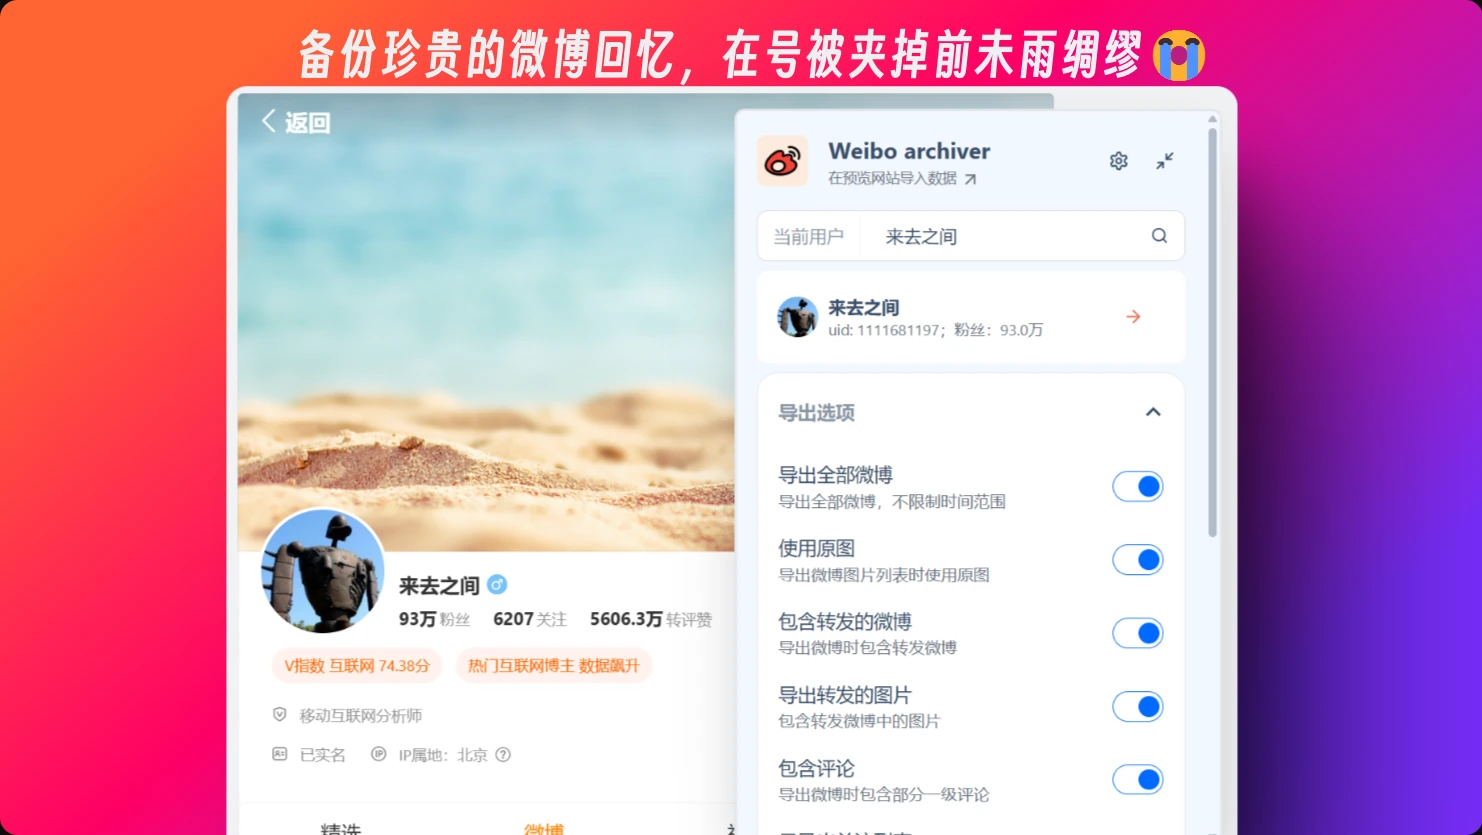 备份珍贵的微博回忆，在号被夹掉前未雨绸缪
返回
来去之间
93万粉丝 6207关注 5606.3万转评赞
V指数 互联网 74.38分 热门互联网博主 数据飙升
移动互联网分析师
已实名 IP IP属地：北京
精选 微博
Weibo archiver
在预览网站导入数据
当前用户 来去之间
来去之间
uid: 1111681197；粉丝：93.0万
导出选项
导出全部微博
导出全部微博，不限制时间范围
使用原图
导出微博图片列表时使用原图
包含转发的微博
导出微博时包含转发微博
导出转发的图片
包含转发微博中的图片
包含评论
导出微博时包含部分一级评论